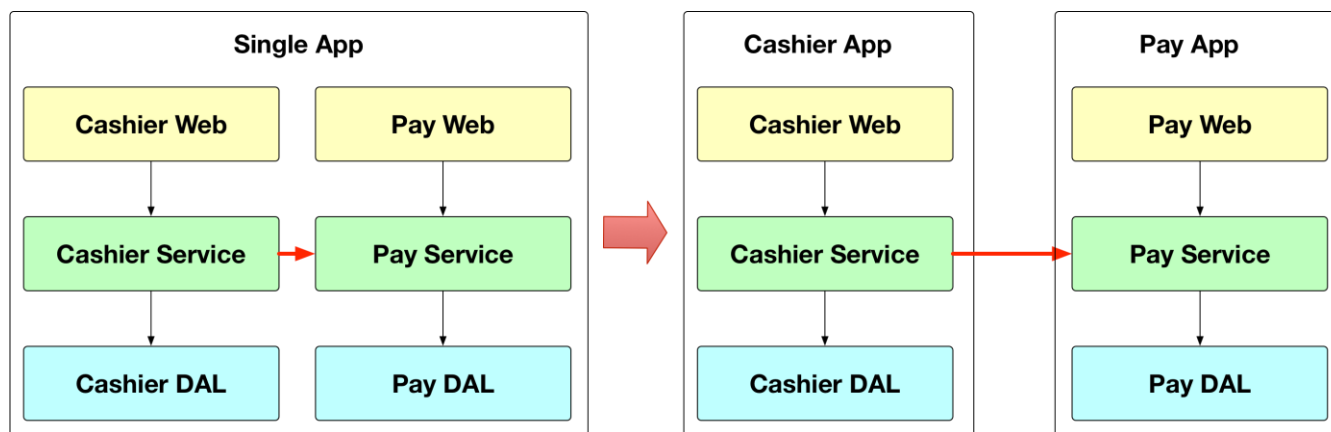 Single App
Cashier Web
Pay Web
Cashier Service
Pay Service
Cashier DAL
Pay DAL
Cashier App
Cashier Web
Cashier Service
Cashier DAL
Pay App
Pay Web
Pay Service
Pay DAL